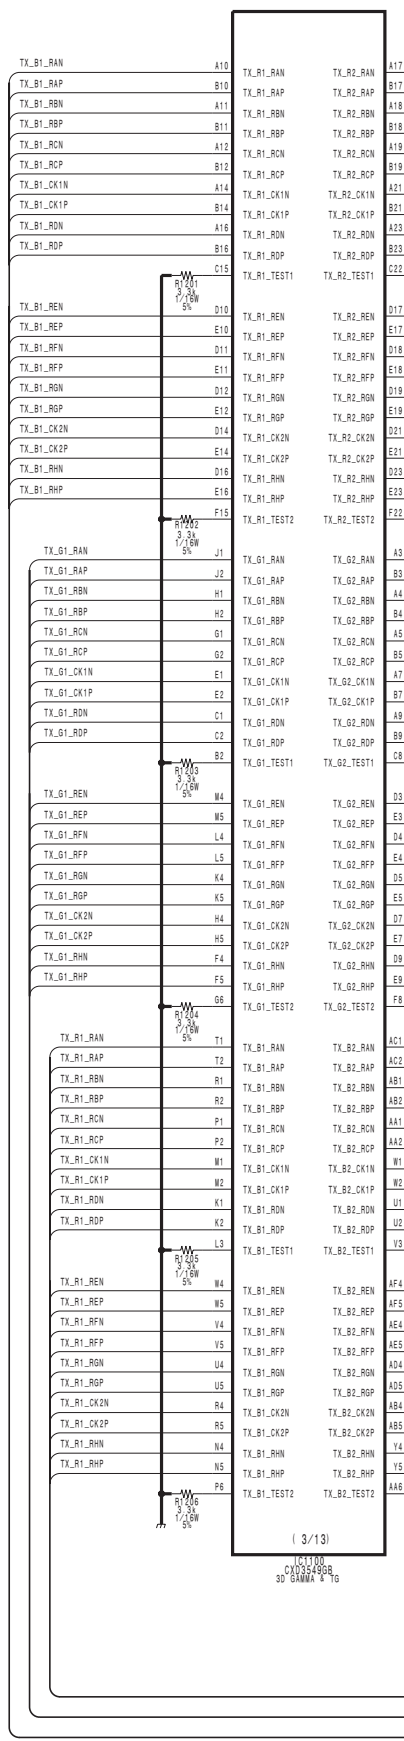 TX_B1_RAN A10 TX_R1_RAN TX_R2_RAN A17
TX_B1_RAP B10 TX_R1_RAP TX_R2_RAP B17
TX_B1_RBN A11 TX_R1_RBN TX_R2_RBN A18
TX_B1_RBP B11 TX_R1_RBP TX_R2_RBP B18
TX_B1_RCN A12 TX_R1_RCN TX_R2_RCN A19
TX_B1_RCP B12 TX_R1_RCP TX_R2_RCP B19
TX_B1_CK1N A14 TX_R1_CK1N TX_R2_CK1N A21
TX_B1_CK1P B14 TX_R1_CK1P TX_R2_CK1P B21
TX_B1_RDN A16 TX_R1_RDN TX_R2_RDN A23
TX_B1_RDP B16 TX_R1_RDP TX_R2_RDP B23
C15 TX_R1_TEST1 TX_R2_TEST1 C22
R1201
3.3k
1/16W
5%
TX_B1_REN D10 TX_R1_REN TX_R2_REN D17
TX_B1_REP E10 TX_R1_REP TX_R2_REP E17
TX_B1_RFN D11 TX_R1_RFN TX_R2_RFN D18
TX_B1_RFP E11 TX_R1_RFP TX_R2_RFP E18
TX_B1_RGN D12 TX_R1_RGN TX_R2_RGN D19
TX_B1_RGP E12 TX_R1_RGP TX_R2_RGP E19
TX_B1_CK2N D14 TX_R1_CK2N TX_R2_CK2N D21
TX_B1_CK2P E14 TX_R1_CK2P TX_R2_CK2P E21
TX_B1_RHN D16 TX_R1_RHN TX_R2_RHN D23
TX_B1_RHP E16 TX_R1_RHP TX_R2_RHP E23
F15 TX_R1_TEST2 TX_R2_TEST2 F22
R1202
3.3k
1/16W
5%
TX_G1_RAN J1 TX_G1_RAN TX_G2_RAN A3
TX_G1_RAP J2 TX_G1_RAP TX_G2_RAP B3
TX_G1_RBN H1 TX_G1_RBN TX_G2_RBN A4
TX_G1_RBP H2 TX_G1_RBP TX_G2_RBP B4
TX_G1_RCN G1 TX_G1_RCN TX_G2_RCN A5
TX_G1_RCP G2 TX_G1_RCP TX_G2_RCP B5
TX_G1_CK1N E1 TX_G1_CK1N TX_G2_CK1N A7
TX_G1_CK1P E2 TX_G1_CK1P TX_G2_CK1P B7
TX_G1_RDN C1 TX_G1_RDN TX_G2_RDN A9
TX_G1_RDP C2 TX_G1_RDP TX_G2_RDP B9
B2 TX_G1_TEST1 TX_G2_TEST1 C8
R1203
3.3k
1/16W
5%
TX_G1_REN M4 TX_G1_REN TX_G2_REN D3
TX_G1_REP M5 TX_G1_REP TX_G2_REP E3
TX_G1_RFN L4 TX_G1_RFN TX_G2_RFN D4
TX_G1_RFP L5 TX_G1_RFP TX_G2_RFP E4
TX_G1_RGN K4 TX_G1_RGN TX_G2_RGN D5
TX_G1_RGP K5 TX_G1_RGP TX_G2_RGP E5
TX_G1_CK2N H4 TX_G1_CK2N TX_G2_CK2N D7
TX_G1_CK2P H5 TX_G1_CK2P TX_G2_CK2P E7
TX_G1_RHN F4 TX_G1_RHN TX_G2_RHN D9
TX_G1_RHP F5 TX_G1_RHP TX_G2_RHP E9
G6 TX_G1_TEST2 TX_G2_TEST2 F8
R1204
3.3k
1/16W
5%
TX_R1_RAN T1 TX_B1_RAN TX_B2_RAN AC1
TX_R1_RAP T2 TX_B1_RAP TX_B2_RAP AC2
TX_R1_RBN R1 TX_B1_RBN TX_B2_RBN AB1
TX_R1_RBP R2 TX_B1_RBP TX_B2_RBP AB2
TX_R1_RCN P1 TX_B1_RCN TX_B2_RCN AA1
TX_R1_RCP P2 TX_B1_RCP TX_B2_RCP AA2
TX_R1_CK1N M1 TX_B1_CK1N TX_B2_CK1N W1
TX_R1_CK1P M2 TX_B1_CK1P TX_B2_CK1P W2
TX_R1_RDN K1 TX_B1_RDN TX_B2_RDN U1
TX_R1_RDP K2 TX_B1_RDP TX_B2_RDP U2
L3 TX_B1_TEST1 TX_B2_TEST1 V3
R1205
3.3k
1/16W
5%
TX_R1_REN W4 TX_B1_REN TX_B2_REN AF4
TX_R1_REP W5 TX_B1_REP TX_B2_REP AF5
TX_R1_RFN V4 TX_B1_RFN TX_B2_RFN AE4
TX_R1_RFP V5 TX_B1_RFP TX_B2_RFP AE5
TX_R1_RGN U4 TX_B1_RGN TX_B2_RGN AD4
TX_R1_RGP U5 TX_B1_RGP TX_B2_RGP AD5
TX_R1_CK2N R4 TX_B1_CK2N TX_B2_CK2N AB4
TX_R1_CK2P R5 TX_B1_CK2P TX_B2_CK2P AB5
TX_R1_RHN N4 TX_B1_RHN TX_B2_RHN Y4
TX_R1_RHP N5 TX_B1_RHP TX_B2_RHP Y5
P6 TX_B1_TEST2 TX_B2_TEST2 AA6
R1206
3.3k
1/16W
5%
( 3/13)
IC1100
CXD3549GB
3D GAMMA & TG